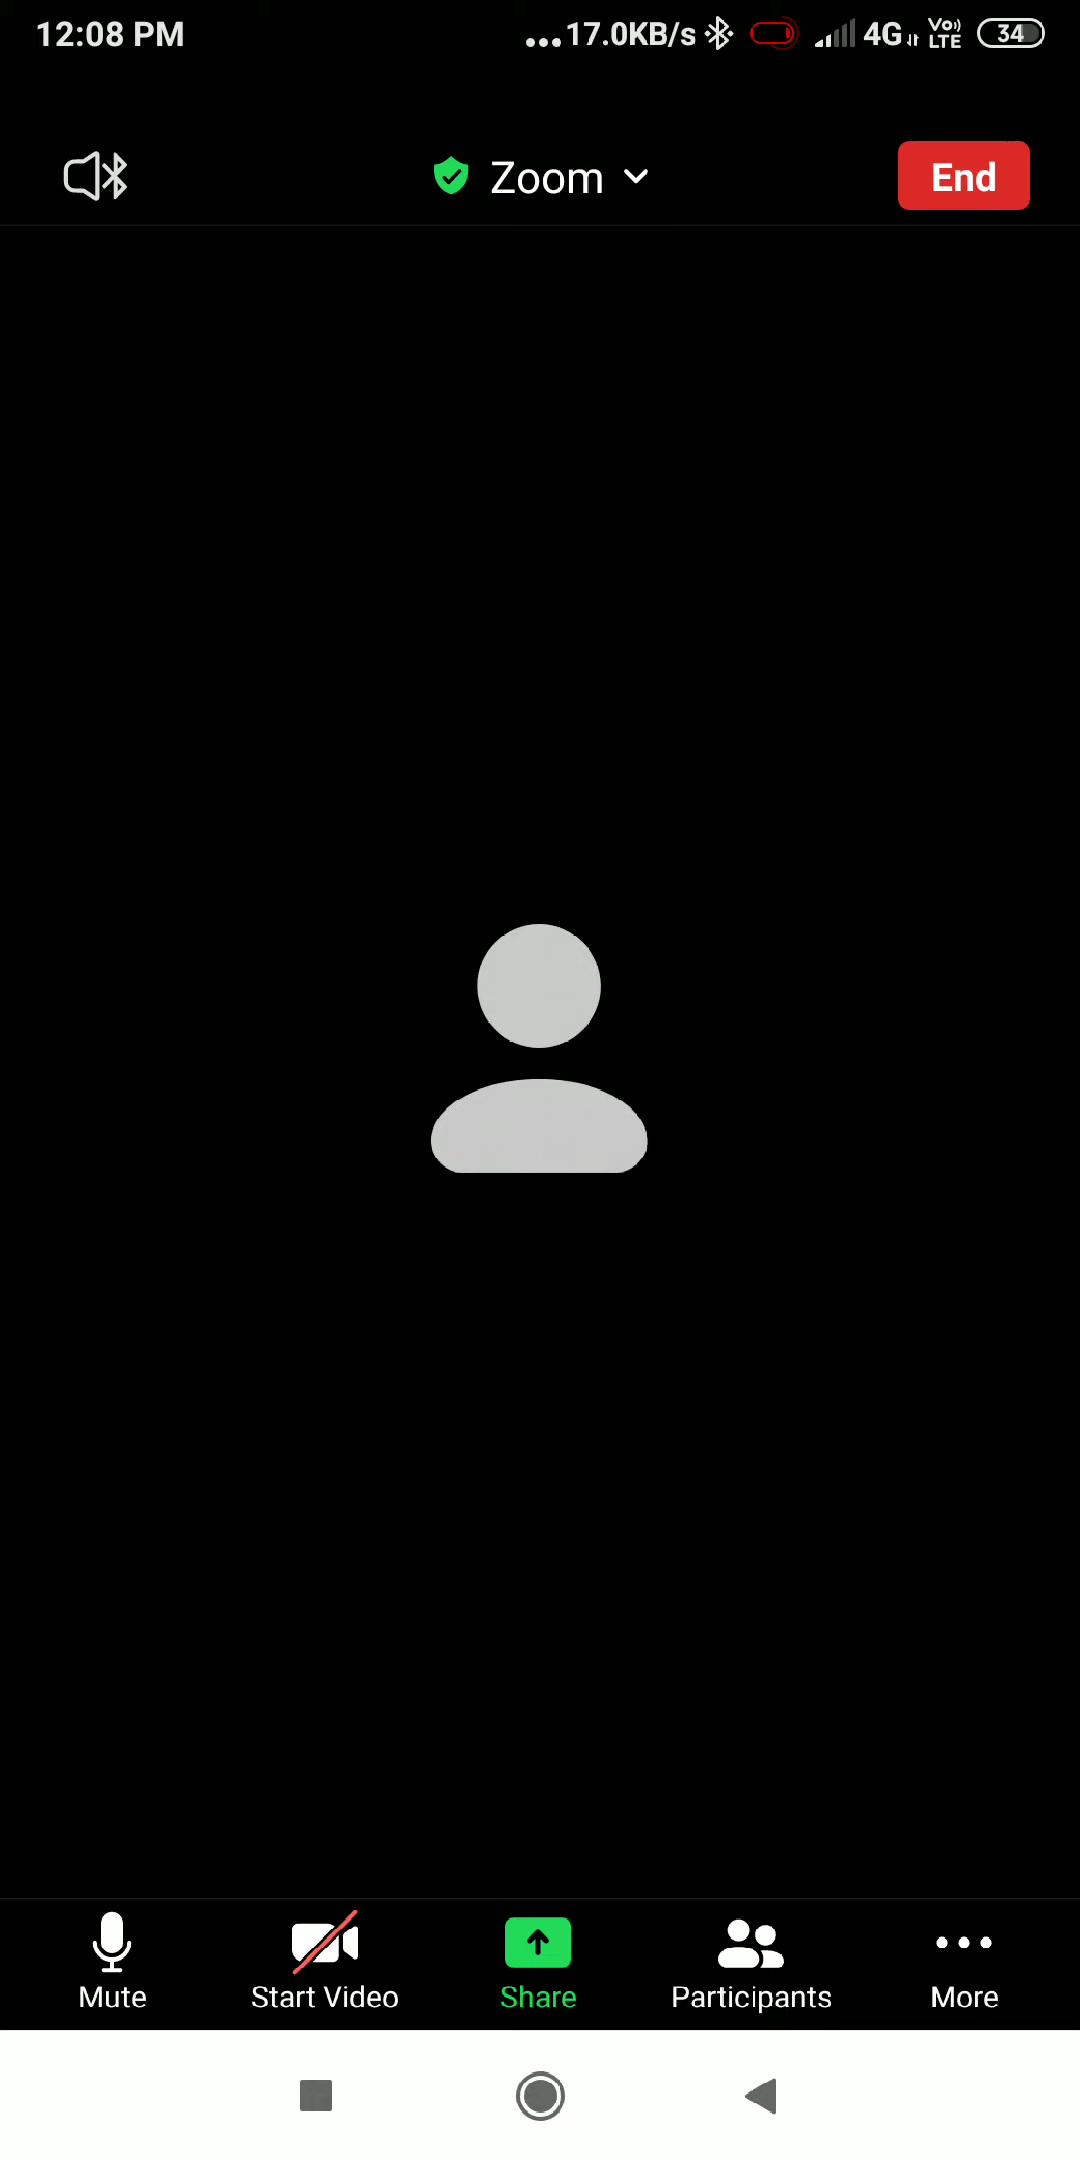 12:08 PM ...17.0KB/s 4G Vo LTE 34
Zoom End
Mute Start Video Share Participants More